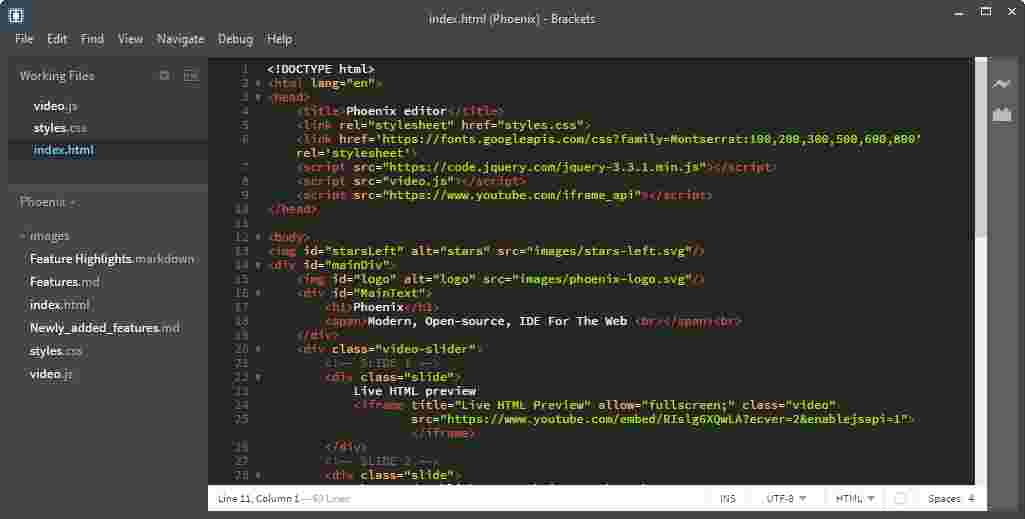 index.html (Phoenix) - Brackets
File Edit Find View Navigate Debug Help
Working Files
video.js
styles.css
index.html
Phoenix
images
Feature Highlights.markdown
Features.md
index.html
Newly_added_features.md
styles.css
video.js
1 <!DOCTYPE html>
2 <html lang="en">
3 <head>
4 <title>Phoenix editor</title>
5 <link rel="stylesheet" href="styles.css">
6 <link href='https://fonts.googleapis.com/css?family=Montserrat:100,200,300,500,600,800'
rel='stylesheet'>
7 <script src="https://code.jquery.com/jquery-3.3.1.min.js"></script>
8 <script src="video.js"></script>
9 <script src="https://www.youtube.com/iframe_api"></script>
10 </head>
11
12 <body>
13 <img id="starsLeft" alt="stars" src="images/stars-left.svg"/>
14 <div id="mainDiv">
15 <img id="logo" alt="logo" src="images/phoenix-logo.svg"/>
16 <div id="MainText">
17 <h1>Phoenix</h1>
18 <span>Modern, Open-source, IDE For The Web <br></span><br>
19 </div>
20 <div class="video-slider">
21 <!-- SLIDE 1 -->
22 <div class="slide">
23 Live HTML preview
24 <iframe title="Live HTML Preview" allow="fullscreen;" class="video"
25 src="https://www.youtube.com/embed/
</iframe>
26 </div>
27 <!-- SLIDE 2 -->
28 <div class="slide">
Line 11, Column 1 — 60 Lines
INS UTF-8 HTML Spaces: 4